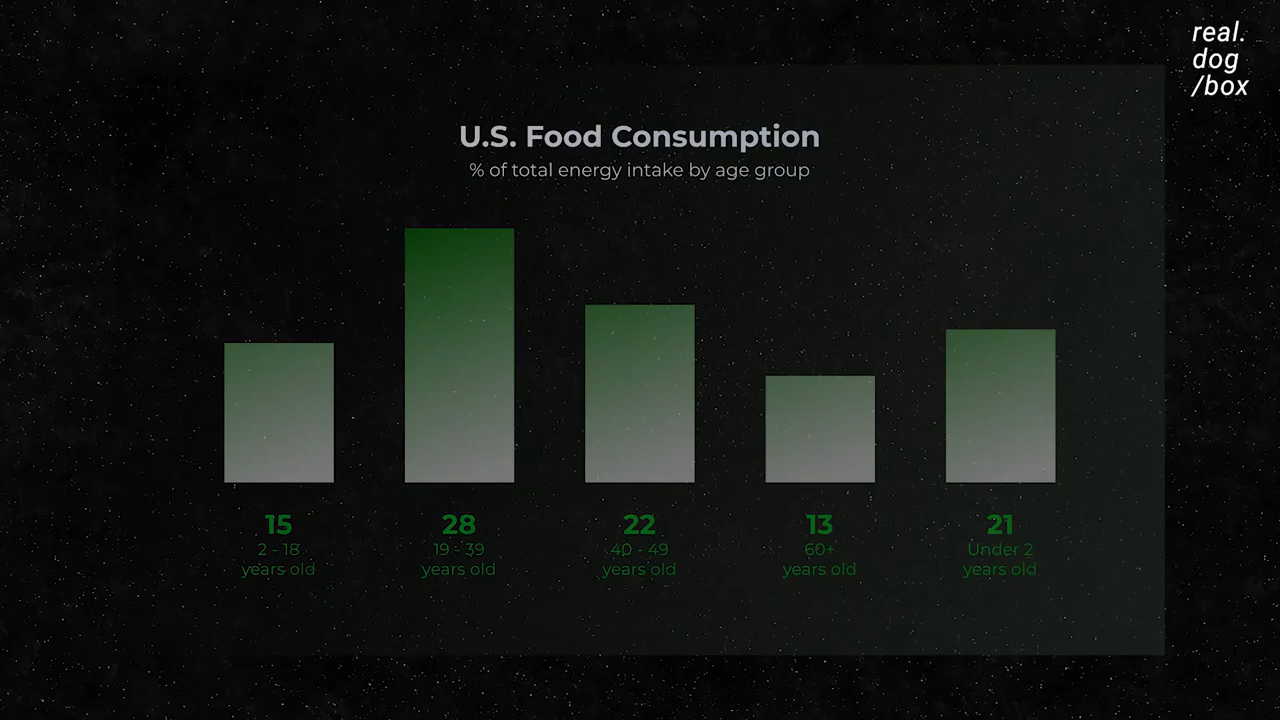 real.
dog
/box
U.S. Food Consumption
% of total energy intake by age group
15
2 - 18
years old
28
19 - 39
years old
22
40 - 49
years old
13
60+
years old
21
Under 2
years old